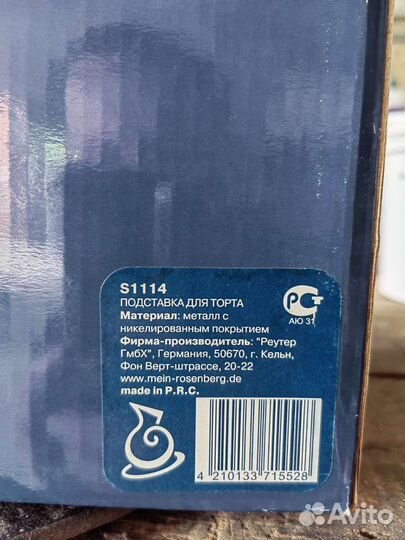 S1114
ПОДСТАВКА ДЛЯ ТОРТА
Материал: металл с
никелированным покрытием
Фирма-производитель: "Реутер
ГмбХ", Германия, 50670, г. Кельн,
Фон Верт-штрассе, 20-22
www.mein-rosenberg.de
made in P.R.C.
РСТ
АЮ 31
4 210133 715528
Avito